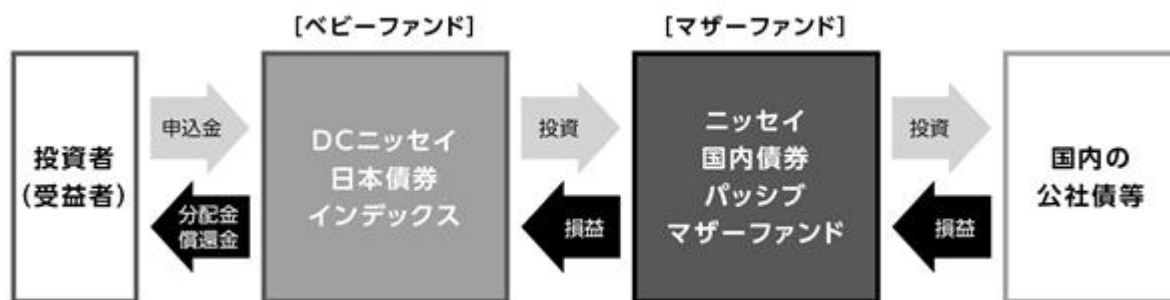 [ベビーファンド]
[マザーファンド]
投資者
(受益者)
申込金
分配金
償還金
DCニッセイ
日本債券
インデックス
投資
損益
ニッセイ
国内債券
パッシブ
マザーファンド
投資
損益
国内の
公社債等